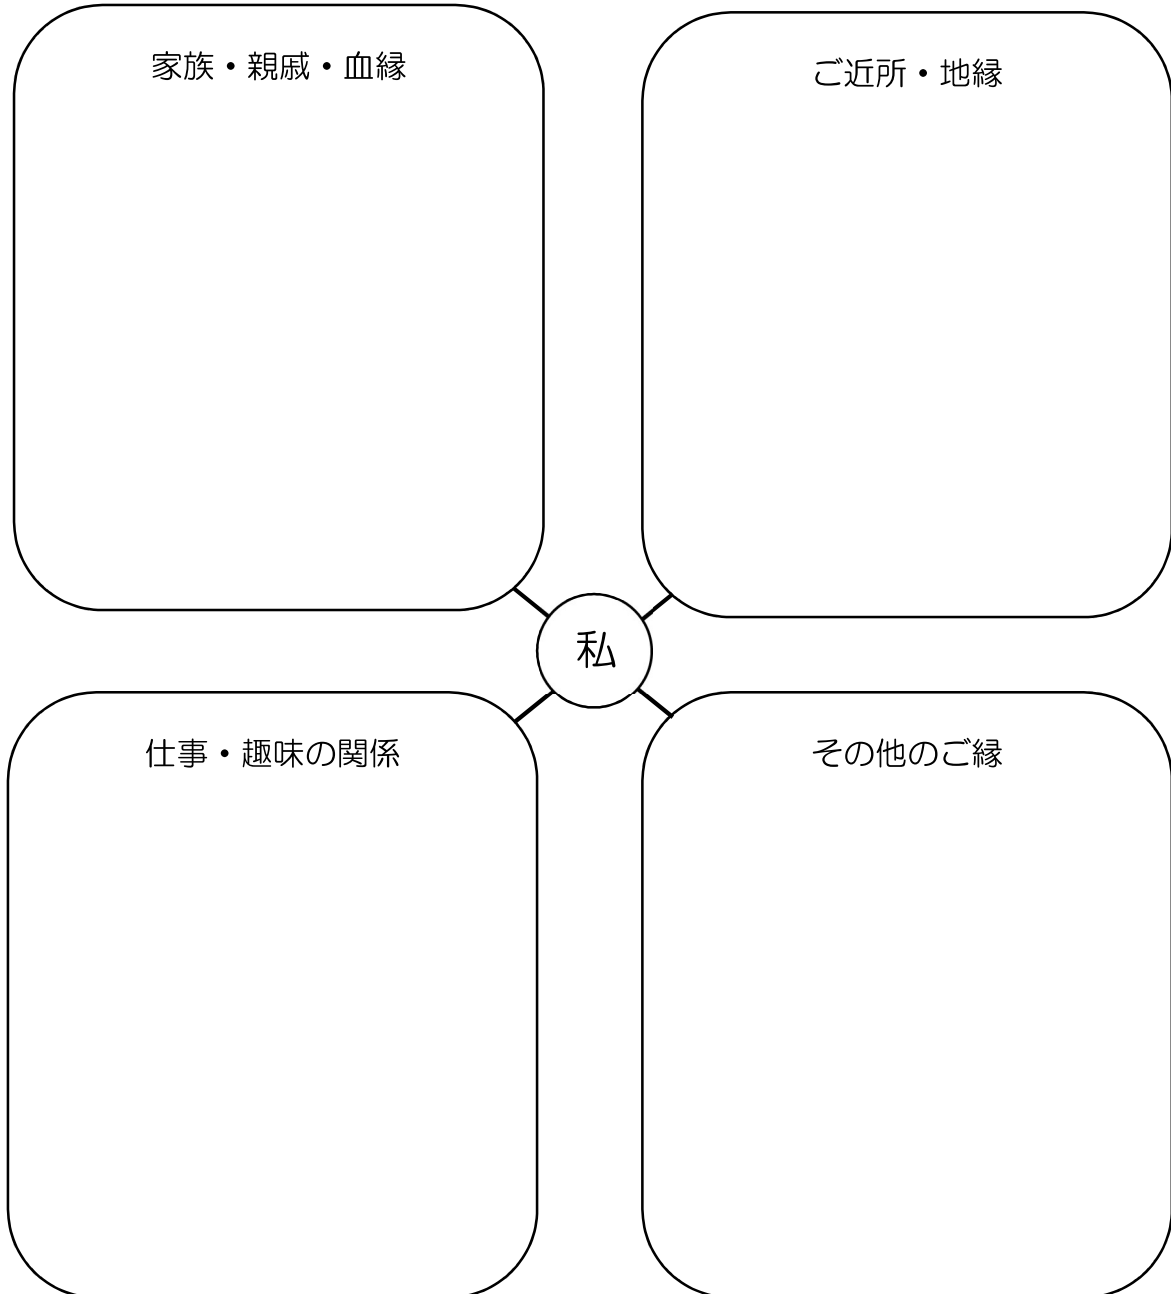 家族・親戚・血縁
ご近所・地縁
私
仕事・趣味の関係
その他のご縁